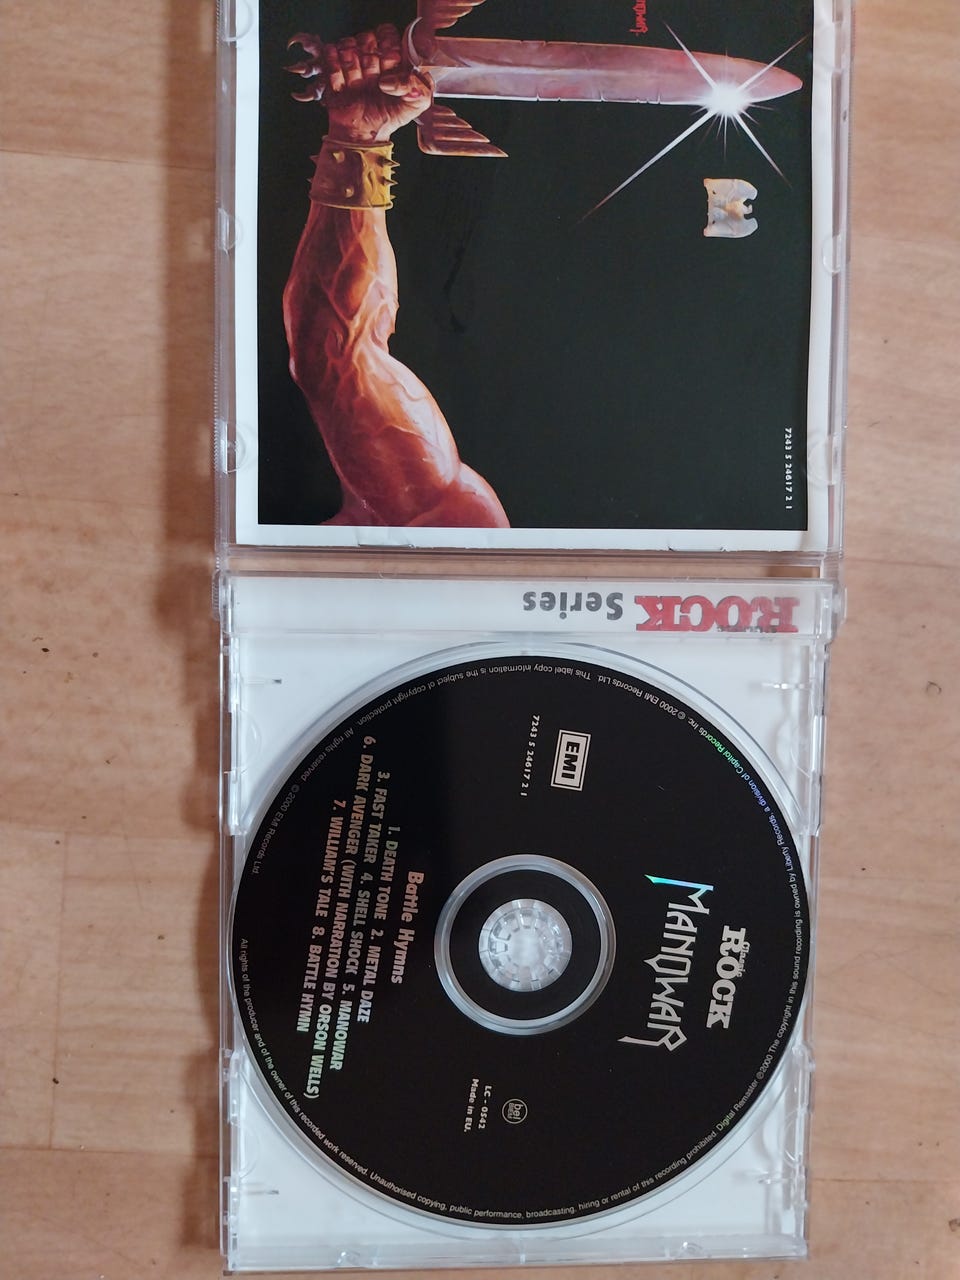 7243 5 24617 2 1
ROCK Series
Classic
ROCK
MANOWAR
EMI
7243 5 24617 2 1
LC - 0542
Made in EU.
Battle Hymns
1. DEATH TONE 2. METAL DAZE
3. FAST TAKER 4. SHELL SHOCK 5. MANOWAR
6. DARK AVENGER (WITH NARRATION BY ORSON WELLS)
7. WILLIAM'S TALE 8. BATTLE HYMN
All rights of the producer and of the owner of this recorded work reserved. Unauthorised copying, public performance, broadcasting, hiring or rental of this recording prohibited. Digital Remaster ℗2000 The copyright in this sound recording is owned by Liberty Records, a division of Capitol Records Inc. © 2000 EMI Records Ltd. This label copy information is the subject of copyright protection. All rights reserved. © 2000 EMI Records Ltd.